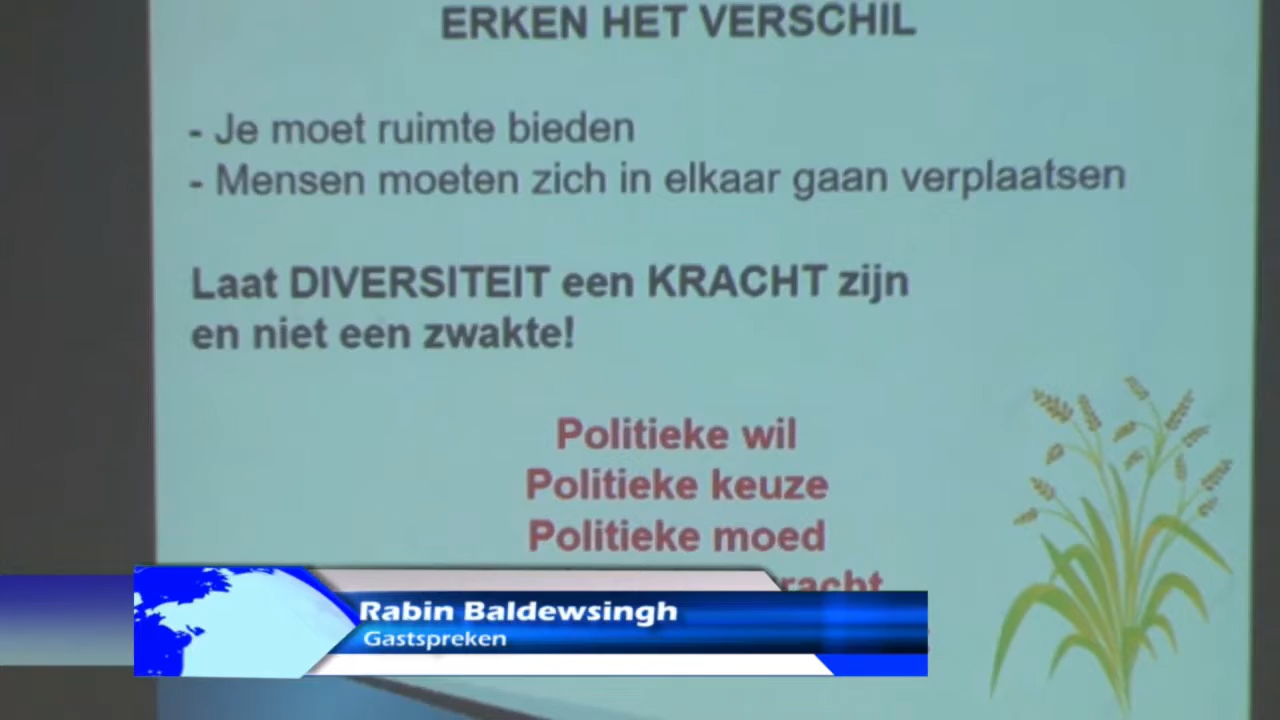 ERKEN HET VERSCHIL
- Je moet ruimte bieden
- Mensen moeten zich in elkaar gaan verplaatsen
Laat DIVERSITEIT een KRACHT zijn
en niet een zwakte!
Politieke wil
Politieke keuze
Politieke moed
Rabin Baldewsingh
Gastspreken